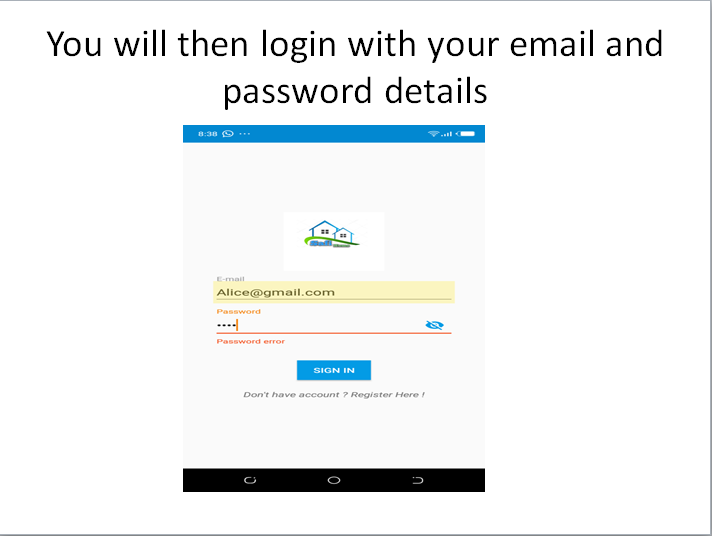 You will then login with your email and
password details
8:38
E-mail
Alice@gmail.com
Password
••••
Password error
SIGN IN
Don't have account ? Register Here !